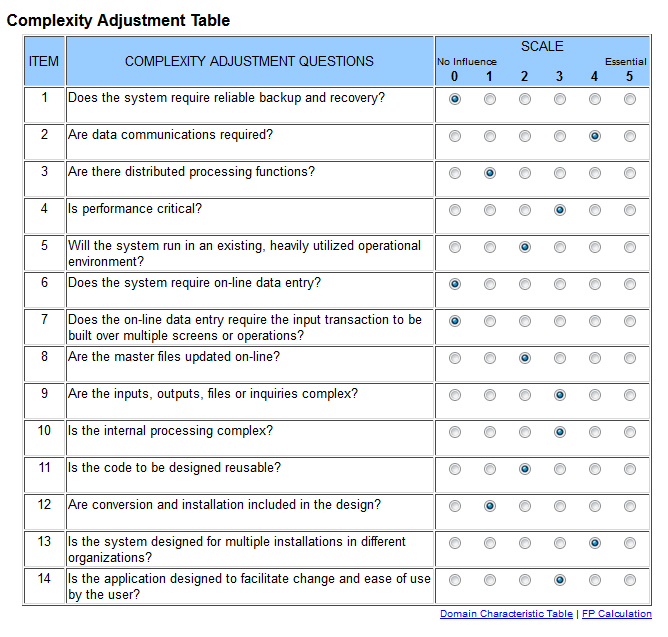 Complexity Adjustment Table
ITEM COMPLEXITY ADJUSTMENT QUESTIONS SCALE
No Influence Essential
0 1 2 3 4 5
1 Does the system require reliable backup and recovery?
2 Are data communications required?
3 Are there distributed processing functions?
4 Is performance critical?
5 Will the system run in an existing, heavily utilized operational
environment?
6 Does the system require on-line data entry?
7 Does the on-line data entry require the input transaction to be
built over multiple screens or operations?
8 Are the master files updated on-line?
9 Are the inputs, outputs, files or inquiries complex?
10 Is the internal processing complex?
11 Is the code to be designed reusable?
12 Are conversion and installation included in the design?
13 Is the system designed for multiple installations in different
organizations?
14 Is the application designed to facilitate change and ease of use
by the user?
Domain Characteristic Table | FP Calculation